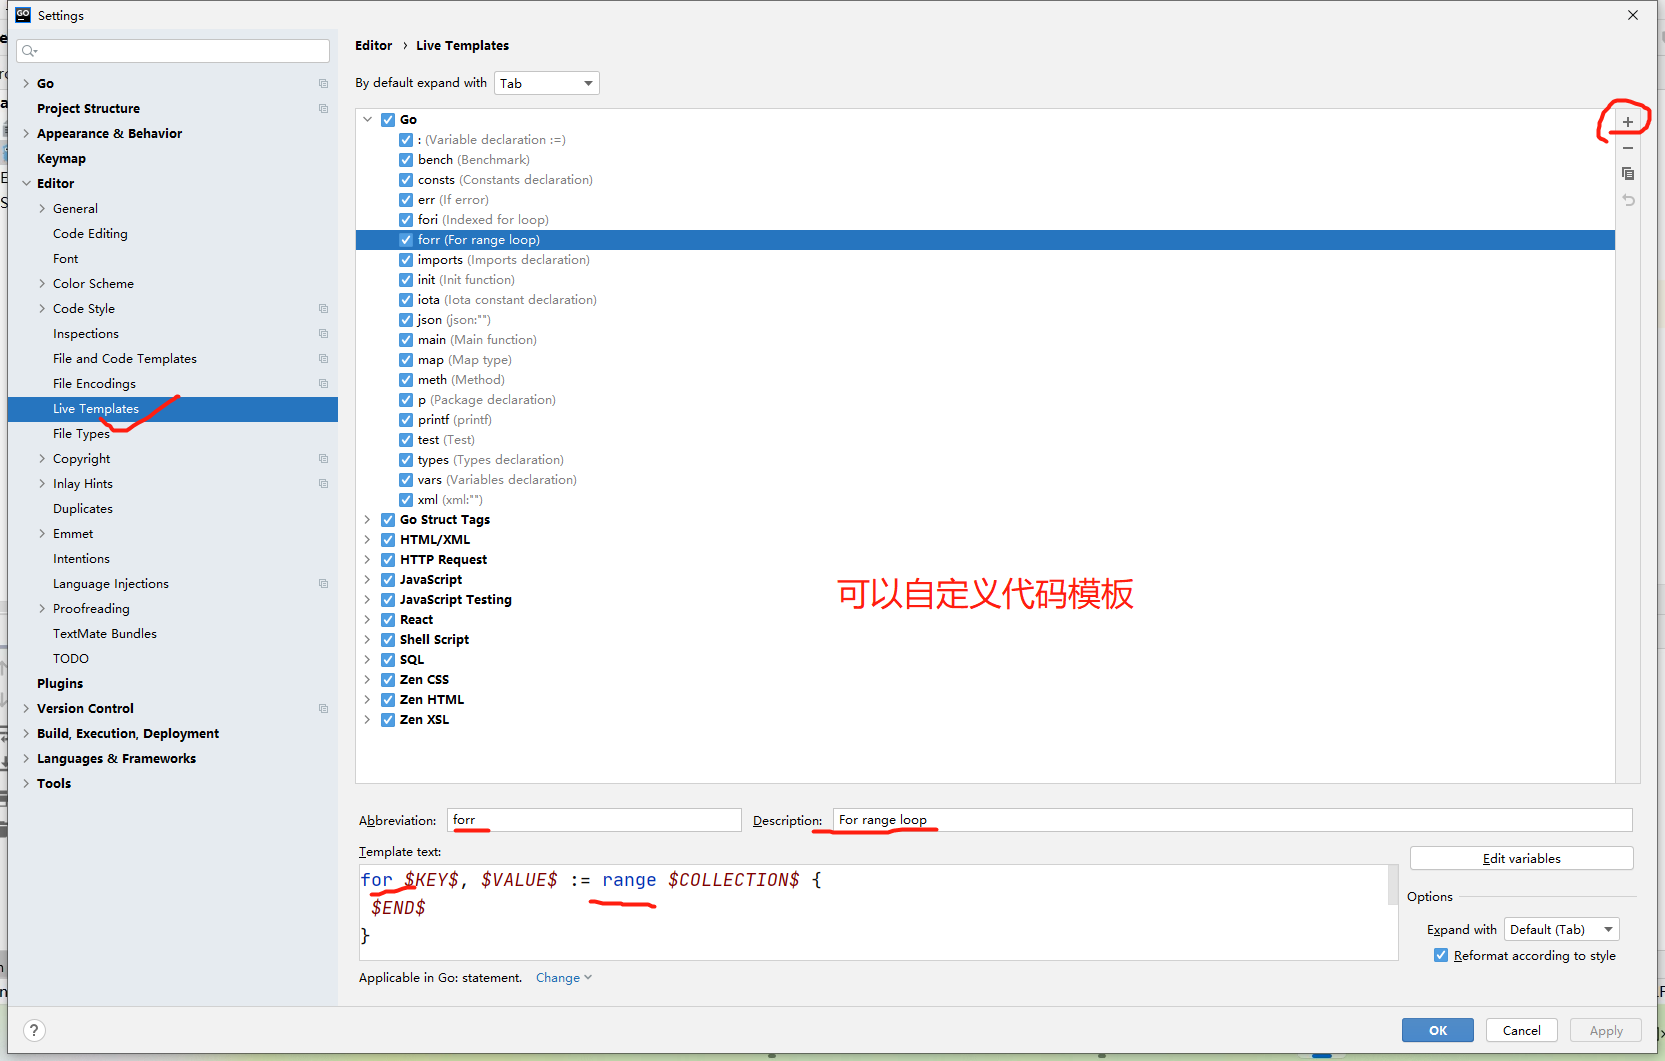 GO Settings
Go
Project Structure
Appearance & Behavior
Keymap
Editor
General
Code Editing
Font
Color Scheme
Code Style
Inspections
File and Code Templates
File Encodings
Live Templates
File Types
Copyright
Inlay Hints
Duplicates
Emmet
Intentions
Language Injections
Proofreading
TextMate Bundles
TODO
Plugins
Version Control
Build, Execution, Deployment
Languages & Frameworks
Tools
Editor › Live Templates
By default expand with Tab
Go
: (Variable declaration :=)
bench (Benchmark)
consts (Constants declaration)
err (If error)
fori (Indexed for loop)
forr (For range loop)
imports (Imports declaration)
init (Init function)
iota (Iota constant declaration)
json (json:"")
main (Main function)
map (Map type)
meth (Method)
p (Package declaration)
printf (printf)
test (Test)
types (Types declaration)
vars (Variables declaration)
xml (xml:"")
Go Struct Tags
HTML/XML
HTTP Request
JavaScript
JavaScript Testing
React
Shell Script
SQL
Zen CSS
Zen HTML
Zen XSL
可以自定义代码模板
Abbreviation: forr Description: For range loop
Template text:
for $KEY$, $VALUE$ := range $COLLECTION$ {
$END$
}
Edit variables
Options
Expand with Default (Tab)
Reformat according to style
Applicable in Go: statement. Change
? OK Cancel Apply